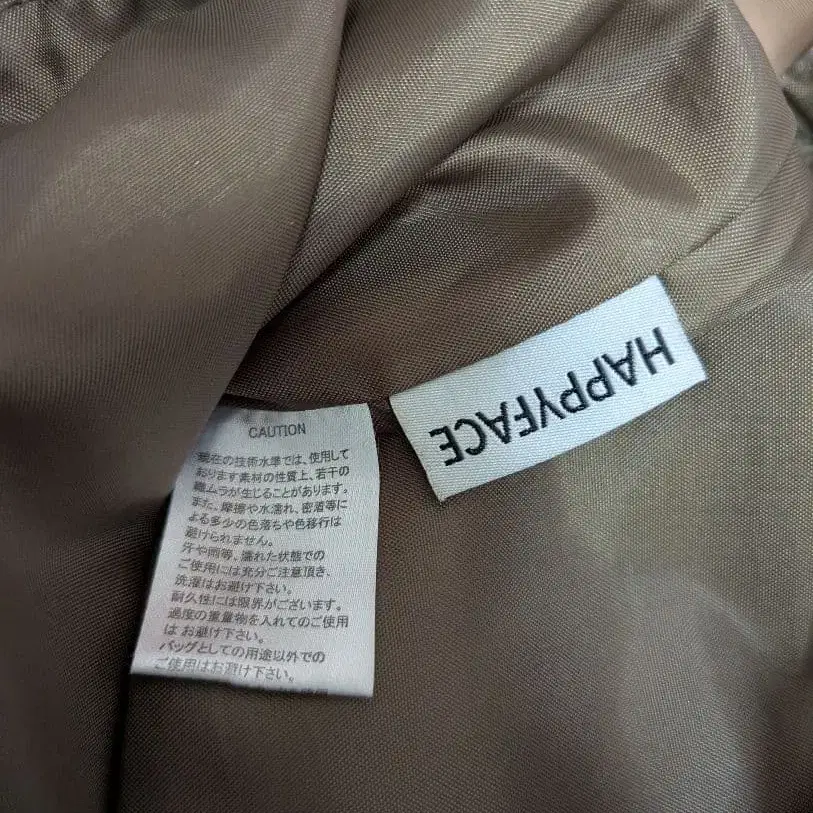 CAUTION
現在の技術水準では、使用して
おります素材の性質上、若干の
織ムラが生じることがあります。
また、摩擦や水濡れ、密着等に
よる多少の色落ちや色移行は
避けられません。
汗や雨等、濡れた状態での
ご使用には充分ご注意頂き、
洗濯はお避け下さい。
耐久性には限界がございます。
過度の重量物を入れてのご使用
は お避け下さい。
バッグとしての用途以外での
ご使用はお避け下さい。
HAPPYFACE